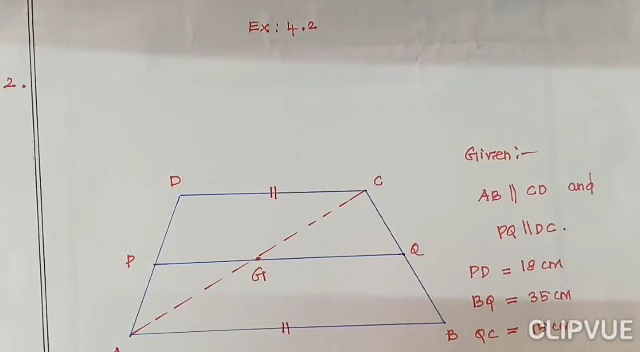 Ex: 4.2
2.
D
C
P
G
Q
B
Given:-
AB || CD and
PQ || DC.
PD = 18 cm
BQ = 35 cm
QC =
CLIPVUE